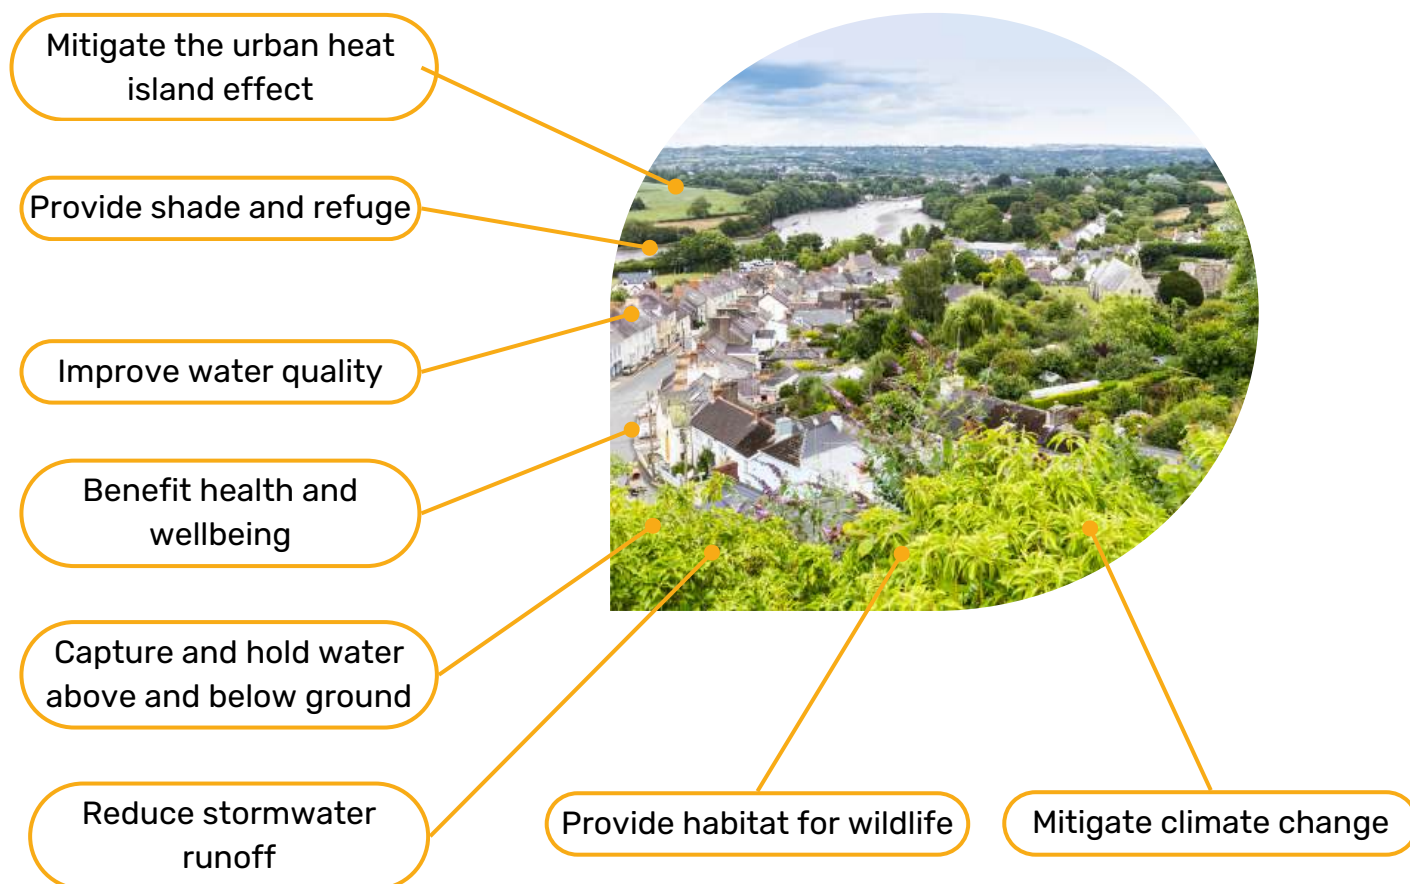 Mitigate the urban heat
island effect
Provide shade and refuge
Improve water quality
Benefit health and
wellbeing
Capture and hold water
above and below ground
Reduce stormwater
runoff
Provide habitat for wildlife
Mitigate climate change